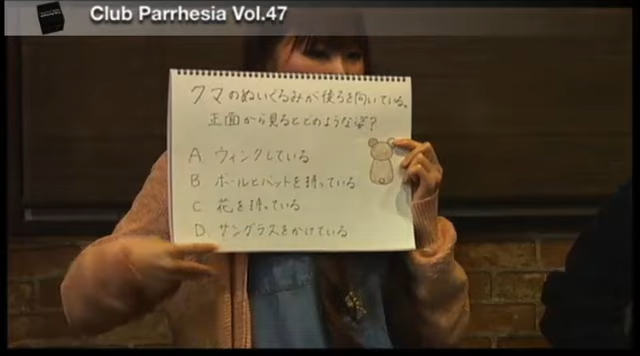 Club Parrhesia Vol.47
クマのぬいぐるみが後ろを向いている。
正面から見るとどのような姿?
A ウィンクしている
B ボールとバットを持っている
C 花を持っている
D. サングラスをかけている